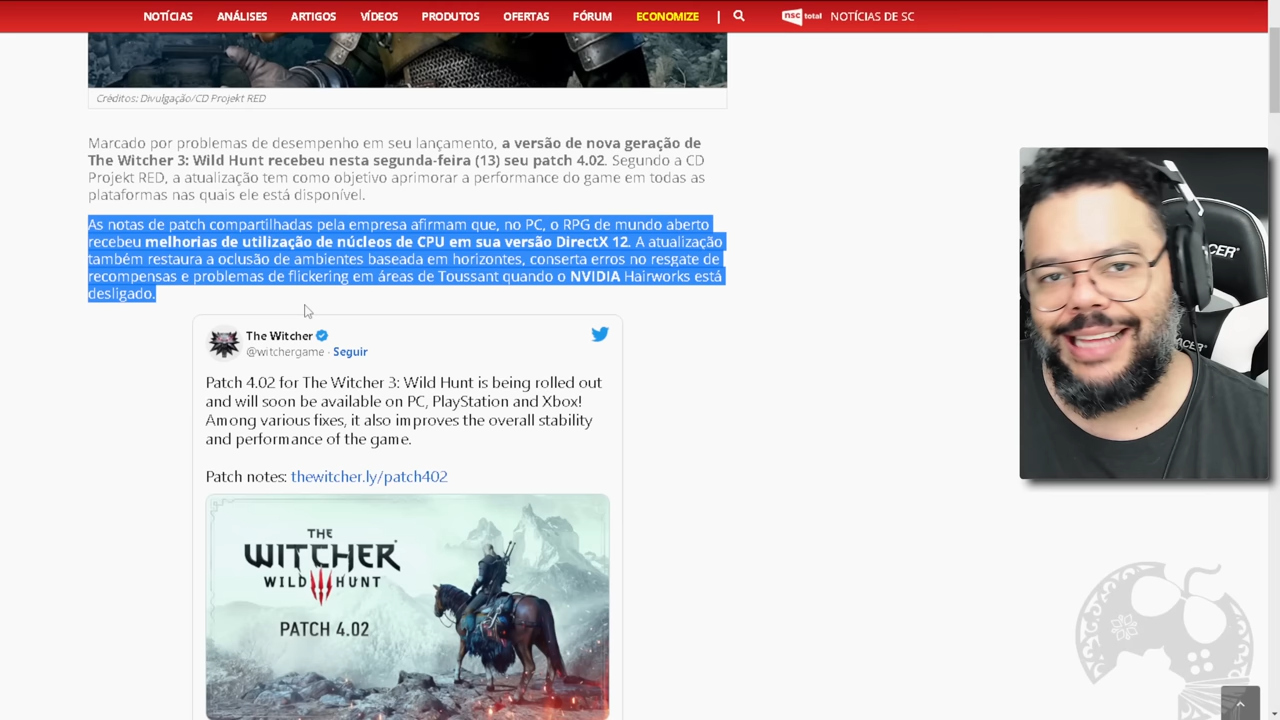 NOTÍCIAS ANÁLISES ARTIGOS VÍDEOS PRODUTOS OFERTAS FÓRUM ECONOMIZE | nsc total NOTÍCIAS DE SC
Créditos: Divulgação/CD Projekt RED
Marcado por problemas de desempenho em seu lançamento, a versão de nova geração de
The Witcher 3: Wild Hunt recebeu nesta segunda-feira (13) seu patch 4.02. Segundo a CD
Projekt RED, a atualização tem como objetivo aprimorar a performance do game em todas as
plataformas nas quais ele está disponível.
As notas de patch compartilhadas pela empresa afirmam que, no PC, o RPG de mundo aberto
recebeu melhorias de utilização de núcleos de CPU em sua versão DirectX 12. A atualização
também restaura a oclusão de ambientes baseada em horizontes, conserta erros no resgate de
recompensas e problemas de flickering em áreas de Toussant quando o NVIDIA Hairworks está
desligado.
The Witcher
@witchergame · Seguir
Patch 4.02 for The Witcher 3: Wild Hunt is being rolled out
and will soon be available on PC, PlayStation and Xbox!
Among various fixes, it also improves the overall stability
and performance of the game.
Patch notes: thewitcher.ly/patch402
THE
WITCHER
WILD HUNT
PATCH 4.02
ACER
ACER